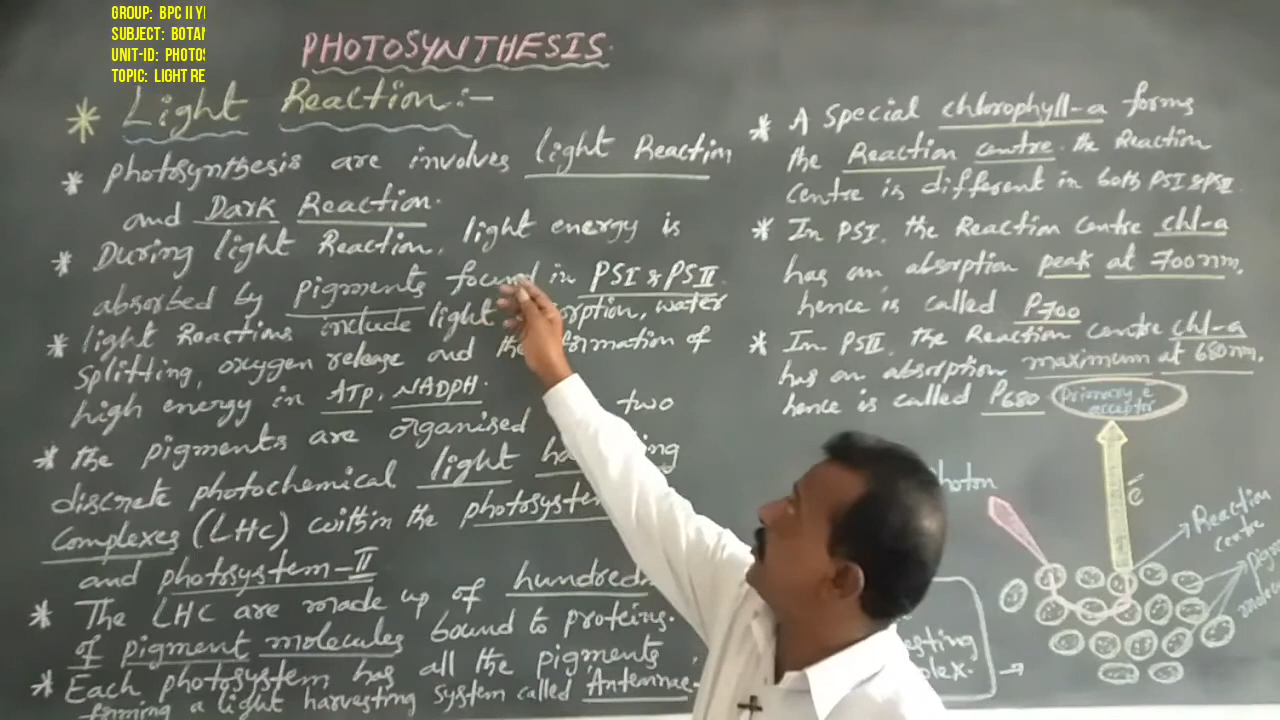 GROUP: BPC II
SUBJECT: BOTAN
UNIT-ID: PHOTOS
TOPIC: LIGHT RE
PHOTOSYNTHESIS
* Light Reaction:-
* photosynthesis are involves light Reaction
and Dark Reaction.
* During light Reaction, light energy is
absorbed by pigments found in PSI & PSII.
* light Reactions include light water
splitting, oxygen release and the formation of
high energy in ATP, NADPH.
* the pigments are organised two
discrete photochemical light
Complexes (LHC) within the
and photosystem-II
* The LHC are made up of hundred
of pigment molecules bound to proteins.
* Each photosystem has all the pigments
forming a light harvesting system called Antennae-
* A Special chlorophyll-a forms
the Reaction centre. the Reaction
centre is different in both PSI & PSII.
* In PSI, the Reaction centre chl-a
has an absorption peak at 700nm,
hence is called P700
* In PSII, the Reaction centre chl-a
has an absorption maximum at 680nm,
hence is called P680
primary e
acceptor
hoton
e
Reaction
centre